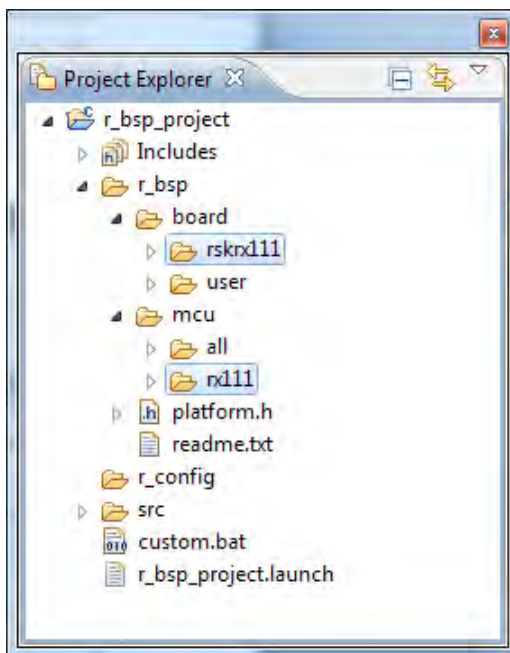 Project Explorer
r_bsp_project
Includes
r_bsp
board
rskrx111
user
mcu
all
rx111
platform.h
readme.txt
r_config
src
custom.bat
r_bsp_project.launch